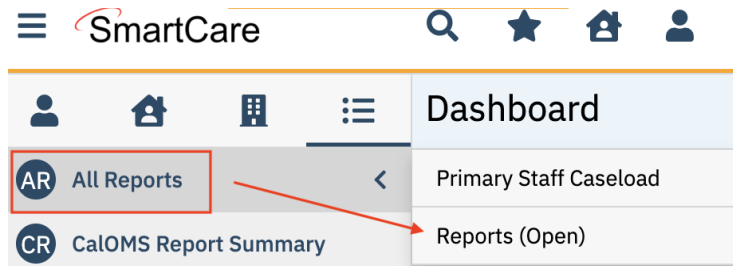 SmartCare
Dashboard
AR All Reports
Primary Staff Caseload
CR CalOMS Report Summary
Reports (Open)